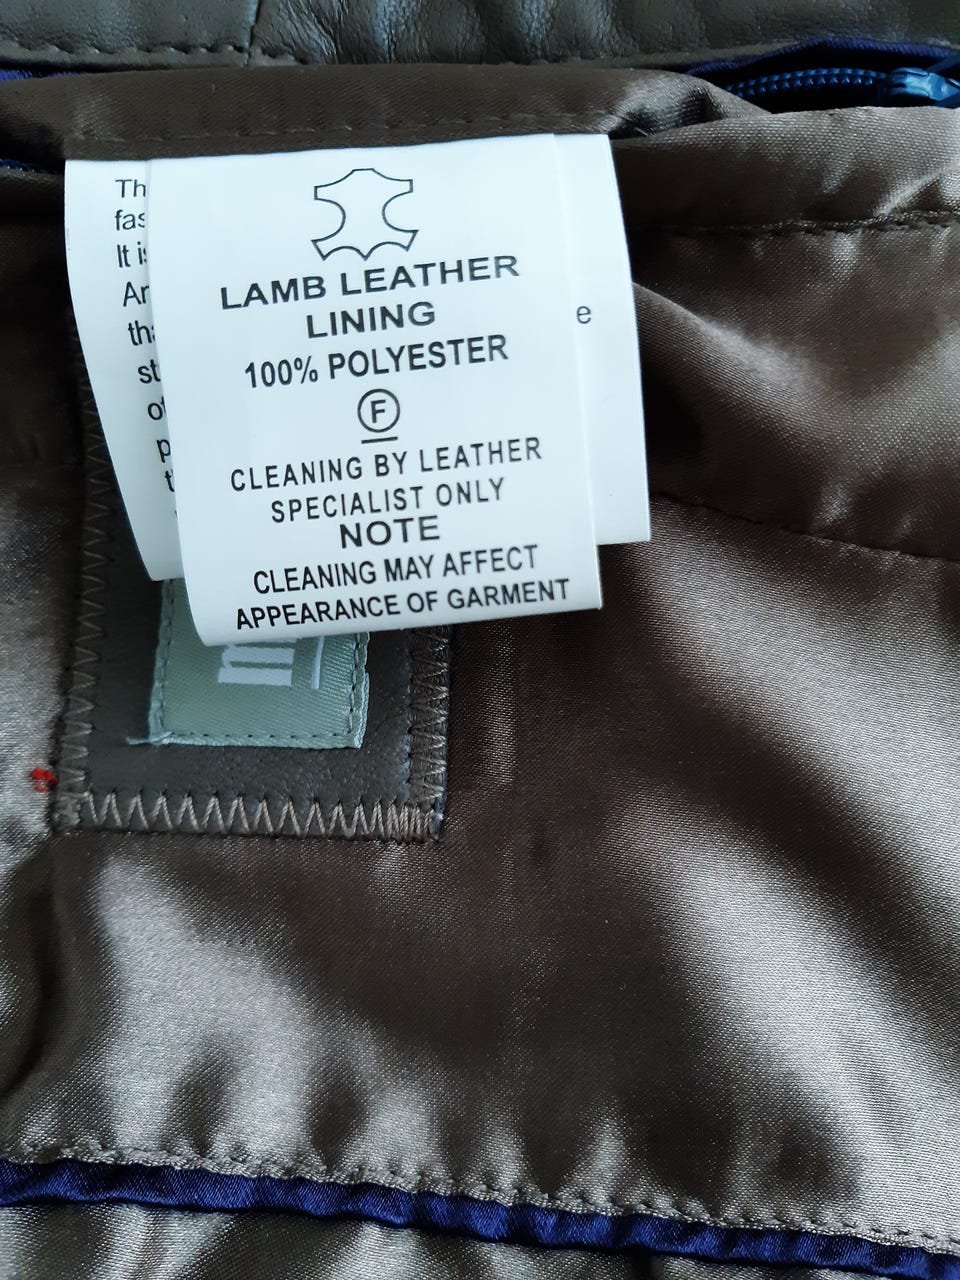 LAMB LEATHER
LINING
100% POLYESTER
F
CLEANING BY LEATHER
SPECIALIST ONLY
NOTE
CLEANING MAY AFFECT
APPEARANCE OF GARMENT
e